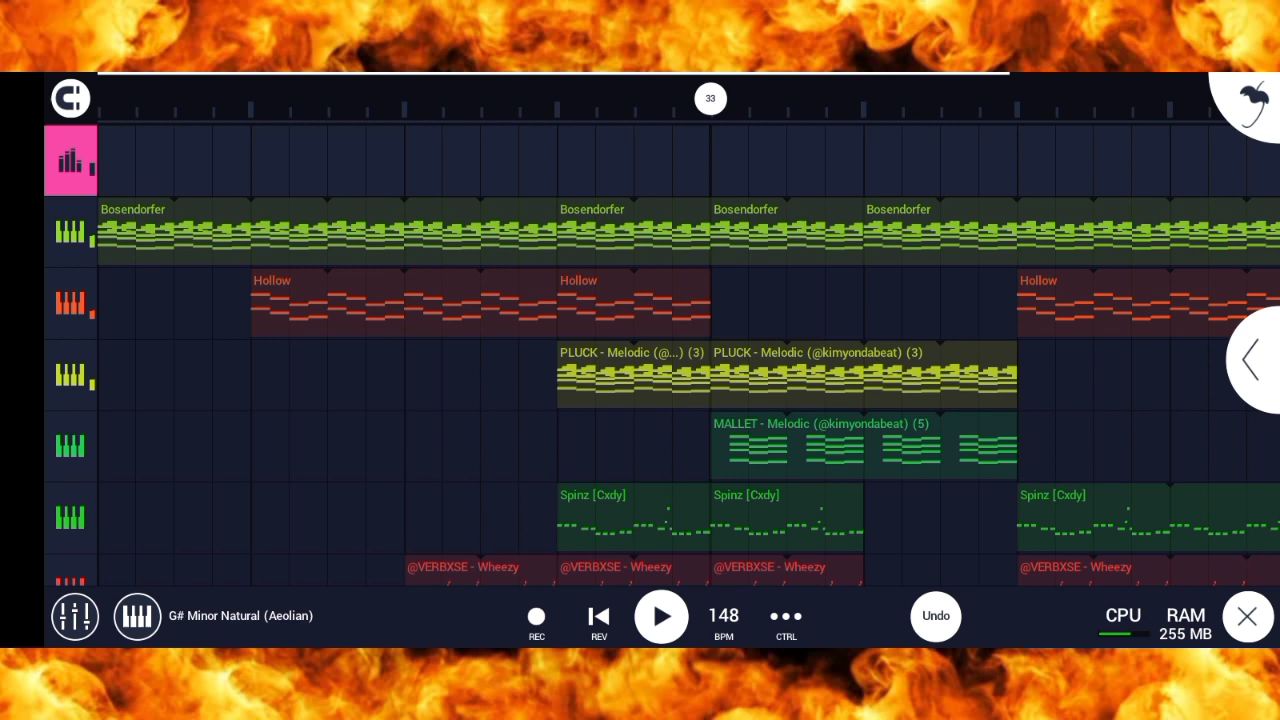 33
Bosendorfer Bosendorfer Bosendorfer Bosendorfer
Hollow Hollow Hollow
PLUCK - Melodic (@...) (3) PLUCK - Melodic (@kimyondabeat) (3)
MALLET - Melodic (@kimyondabeat) (5)
Spinz [Cxdy] Spinz [Cxdy] Spinz [Cxdy]
@VERBXSE - Wheezy @VERBXSE - Wheezy @VERBXSE - Wheezy @VERBXSE - Wheezy
G# Minor Natural (Aeolian)
REC
REV
148
BPM
CTRL
Undo
CPU
RAM
255 MB